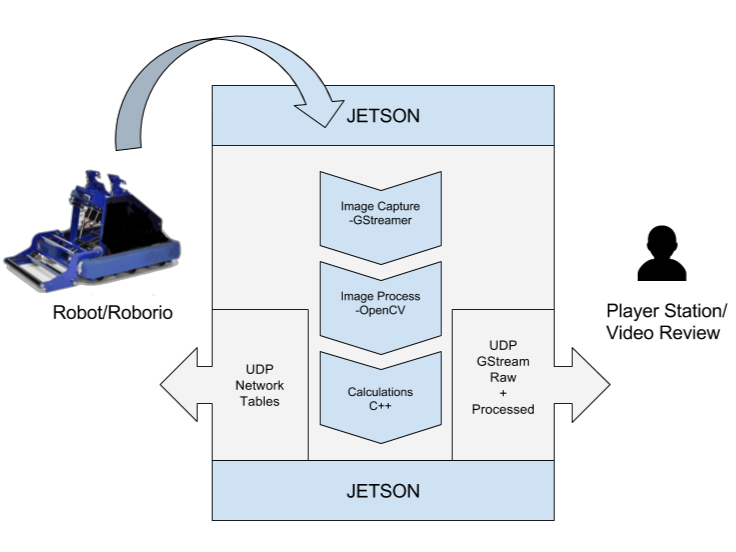 JETSON
Image Capture
-GStreamer
Image Process
-OpenCV
Calculations
C++
Robot/Roborio
UDP
Network
Tables
UDP
GStream
Raw
+
Processed
Player Station/
Video Review
JETSON